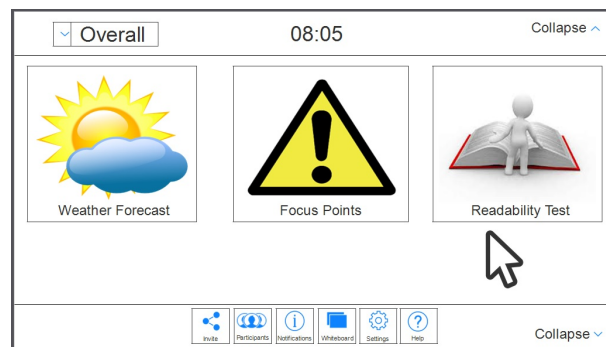 Overall
08:05
Collapse
Weather Forecast
Focus Points
Readability Test
Invite
Participants
Notifications
Whiteboard
Settings
Help
Collapse